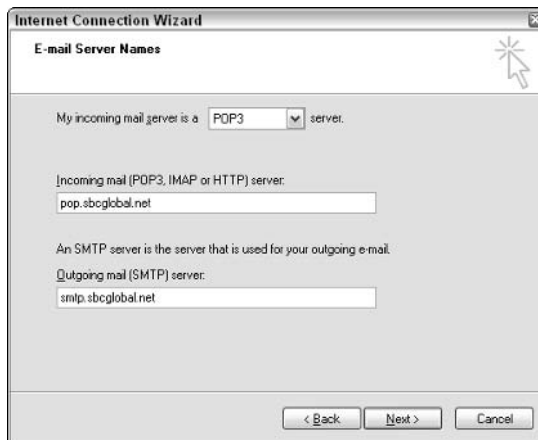 Internet Connection Wizard
E-mail Server Names
My incoming mail server is a POP3 server.
Incoming mail (POP3, IMAP or HTTP) server:
pop.sbcglobal.net
An SMTP server is the server that is used for your outgoing e-mail.
Outgoing mail (SMTP) server:
smtp.sbcglobal.net
< Back Next > Cancel